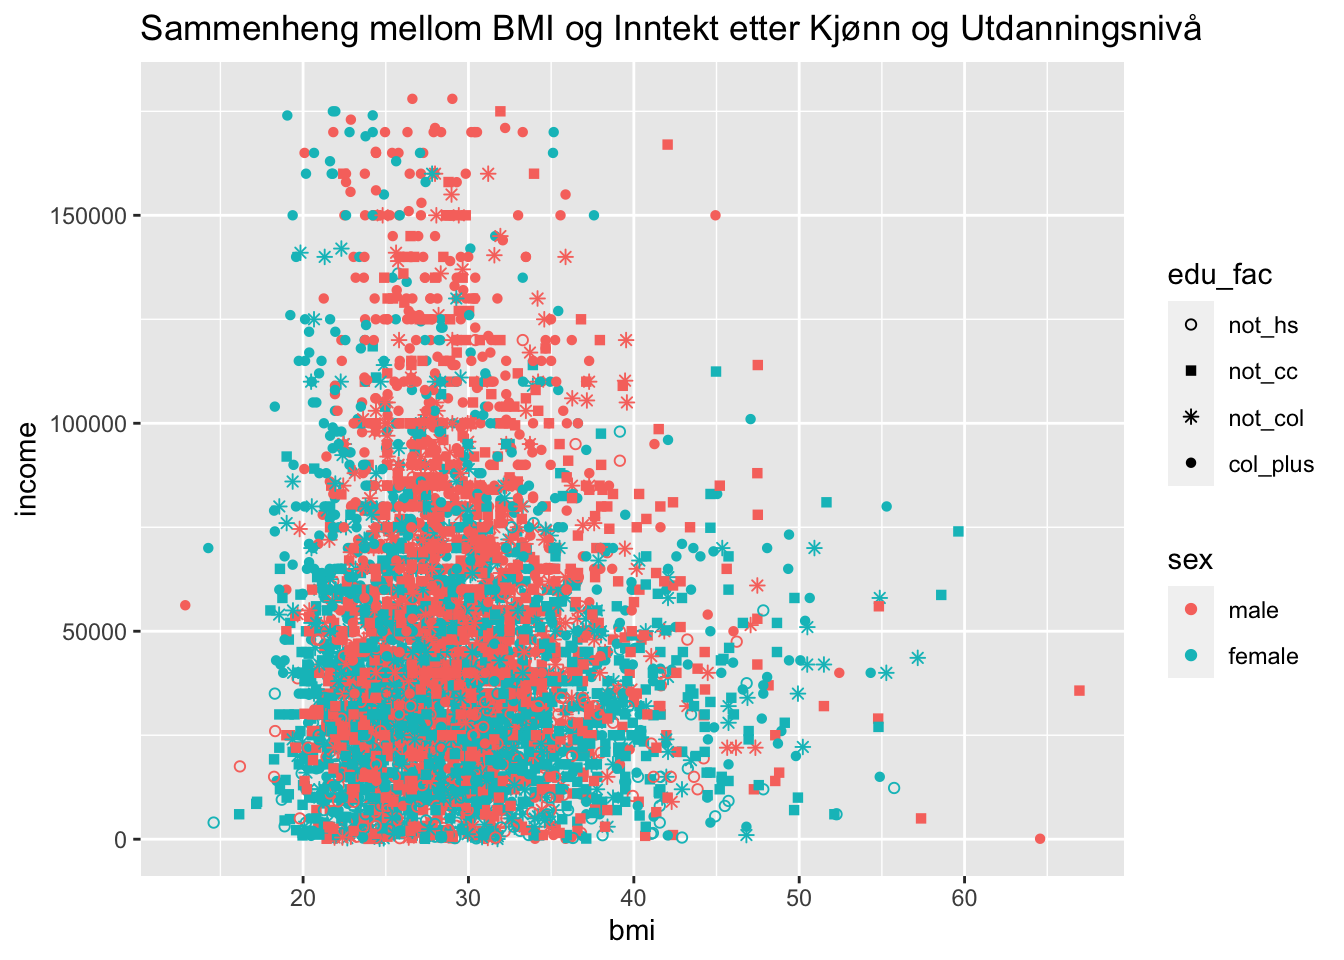 Sammenheng mellom BMI og Inntekt etter Kjønn og Utdanningsnivå
income
150000
100000
50000
0
20
30
40
50
60
bmi
edu_fac
not_hs
not_cc
not_col
col_plus
sex
male
female